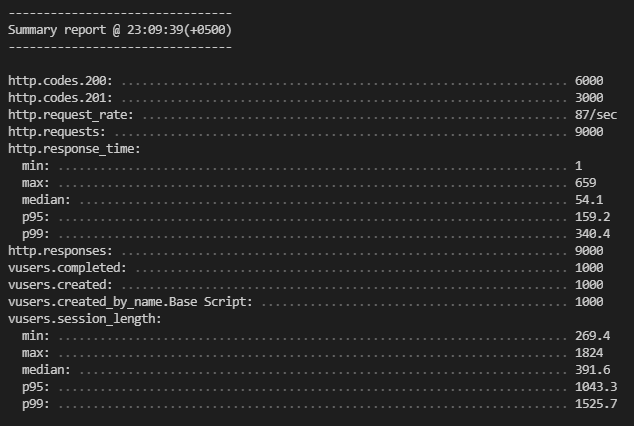 --------------------------------
Summary report @ 23:09:39(+0500)
--------------------------------
http.codes.200: ................................................................ 6000
http.codes.201: ................................................................ 3000
http.request_rate: ............................................................. 87/sec
http.requests: ................................................................. 9000
http.response_time:
  min: ......................................................................... 1
  max: ......................................................................... 659
  median: ...................................................................... 54.1
  p95: ......................................................................... 159.2
  p99: ......................................................................... 340.4
http.responses: ................................................................ 9000
vusers.completed: .............................................................. 1000
vusers.created: ................................................................ 1000
vusers.created_by_name.Base Script: ............................................ 1000
vusers.session_length:
  min: ......................................................................... 269.4
  max: ......................................................................... 1824
  median: ...................................................................... 391.6
  p95: ......................................................................... 1043.3
  p99: ......................................................................... 1525.7